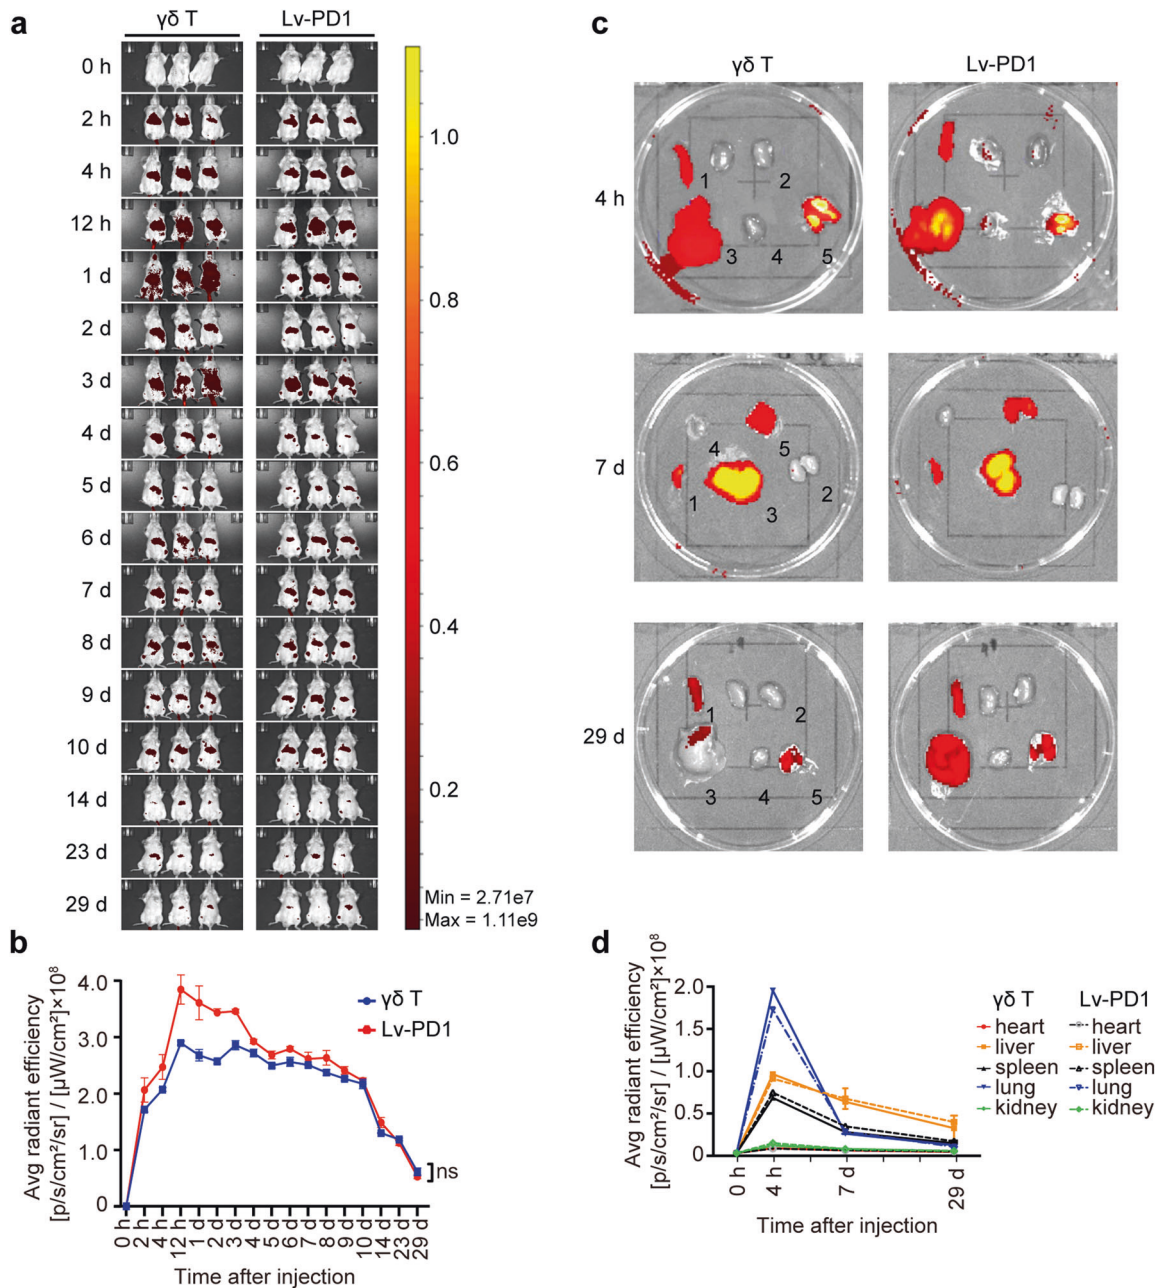 a
γδ T
Lv-PD1
0 h
2 h
4 h
12 h
1 d
2 d
3 d
4 d
5 d
6 d
7 d
8 d
9 d
10 d
14 d
23 d
29 d
1.0
0.8
0.6
0.4
0.2
Min = 2.71e7
Max = 1.11e9
c
γδ T
Lv-PD1
4 h
1
2
3
4
5
7 d
4
5
1
2
3
29 d
1
2
3
4
5
b
Avg radiant efficiency
[p/s/cm²/sr] / [µW/cm²]×10⁸
4.0
3.0
2.0
1.0
0
γδ T
Lv-PD1
ns
0 h
2 h
4 h
12 h
1 d
2 d
3 d
4 d
5 d
6 d
7 d
8 d
9 d
10 d
14 d
23 d
29 d
Time after injection
d
Avg radiant efficiency
[p/s/cm²/sr] / [µW/cm²]×10⁸
2.0
1.5
1.0
0.5
0
0 h
4 h
7 d
29 d
Time after injection
γδ T
Lv-PD1
heart
heart
liver
liver
spleen
spleen
lung
lung
kidney
kidney